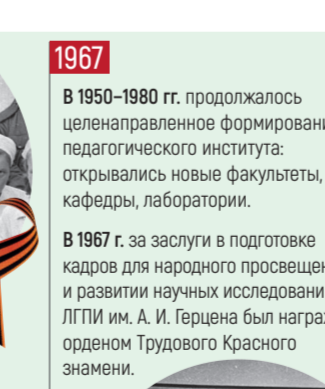 1967
В 1950–1980 гг. продолжалось
целенаправленное формировани
педагогического института:
открывались новые факультеты,
кафедры, лаборатории.
В 1967 г. за заслуги в подготовке
кадров для народного просвещен
и развитии научных исследовани
ЛГПИ им. А. И. Герцена был награж
орденом Трудового Красного
знамени.